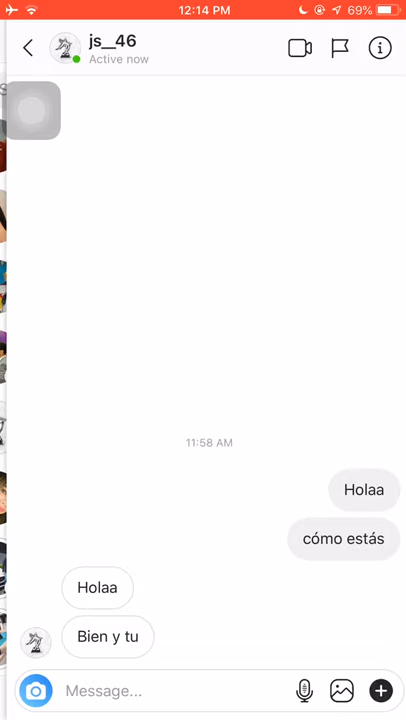 12:14 PM
69%
js__46
Active now
11:58 AM
Holaa
cómo estás
Holaa
Bien y tu
Message...